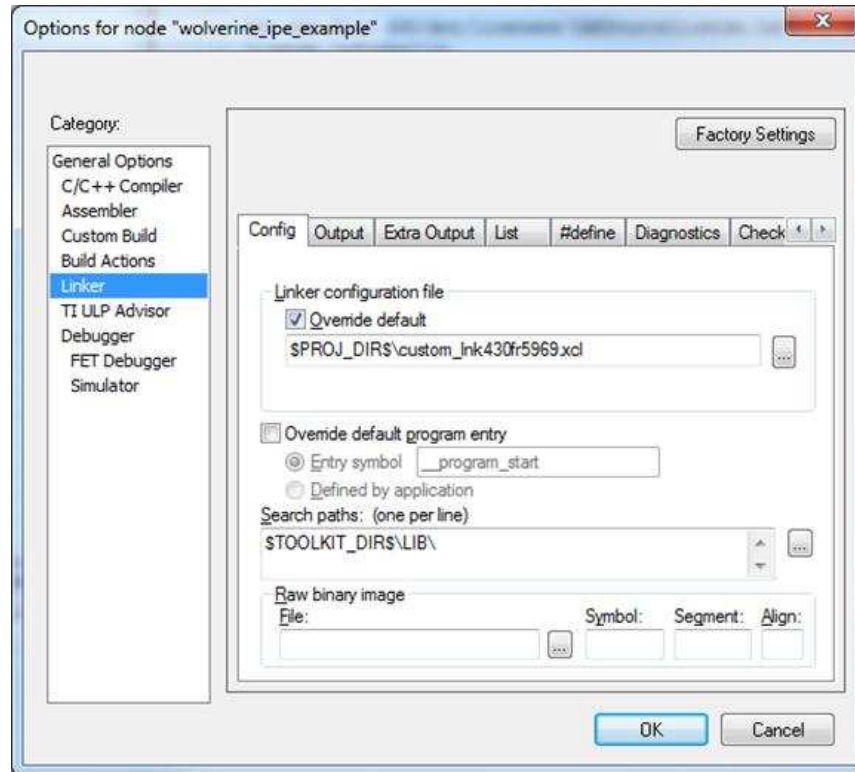 Options for node "wolverine_ipe_example"
Category:
General Options
C/C++ Compiler
Assembler
Custom Build
Build Actions
Linker
TI ULP Advisor
Debugger
FET Debugger
Simulator
Factory Settings
Config Output Extra Output List #define Diagnostics Check
Linker configuration file
Override default
$PROJ_DIR$\custom_lnk430fr5969.xcl
...
Override default program entry
Entry symbol __program_start
Defined by application
Search paths: (one per line)
$TOOLKIT_DIR$\LIB\
...
Raw binary image
File: Symbol: Segment: Align:
...
OK Cancel